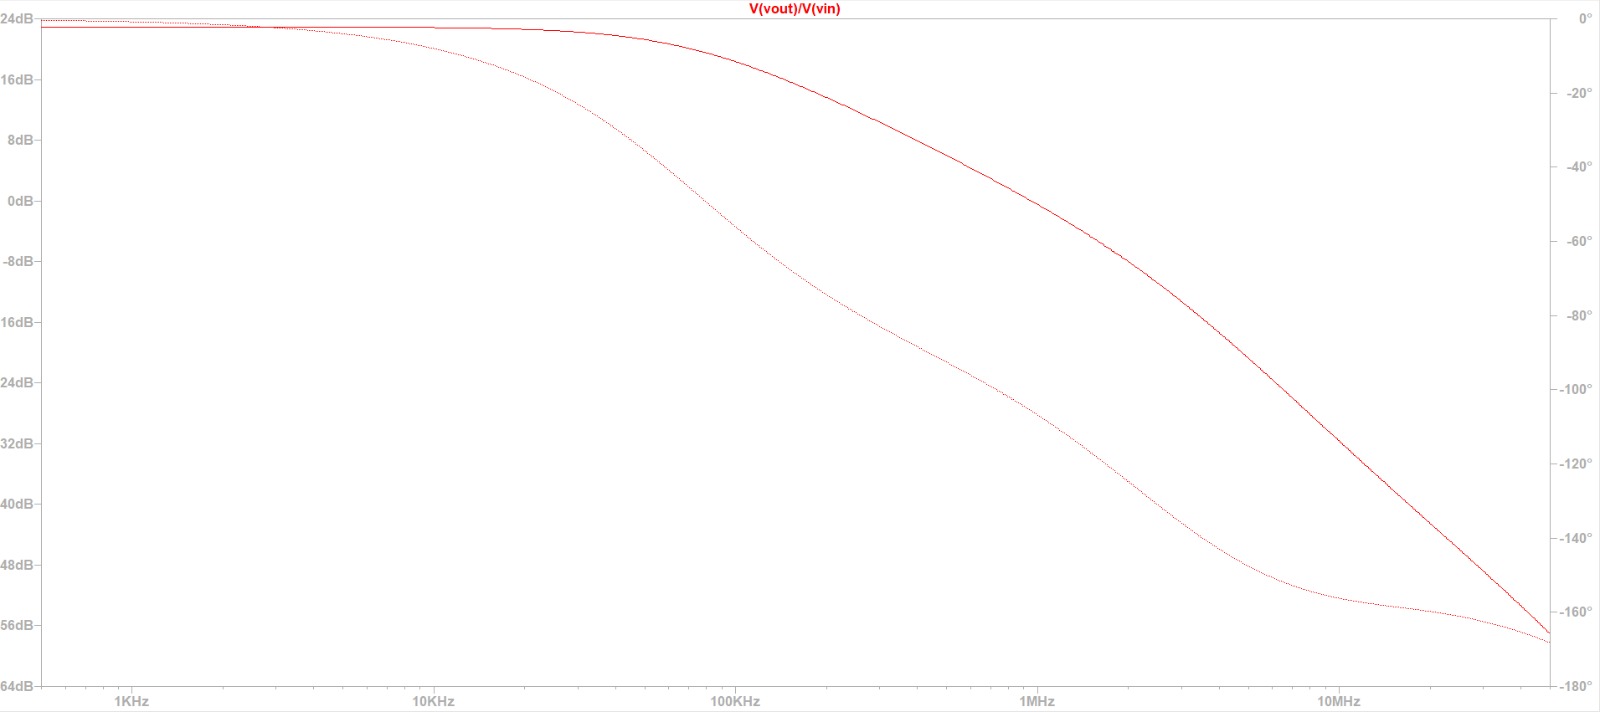 V(vout)/V(vin)
24dB
16dB
8dB
0dB
-8dB
16dB
24dB
32dB
40dB
48dB
56dB
64dB
0°
-20°
-40°
-60°
-80°
-100°
-120°
-140°
-160°
-180°
1KHz
10KHz
100KHz
1MHz
10MHz